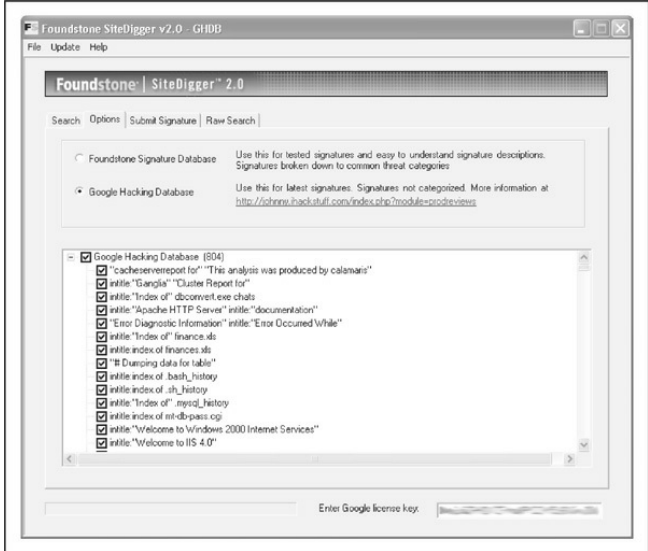 Foundstone SiteDigger v2.0 - GHDB
File Update Help
Foundstone | SiteDigger™ 2.0
Search Options Submit Signature Raw Search
Foundstone Signature Database
Use this for tested signatures and easy to understand signature descriptions.
Signatures broken down to common threat categories
Google Hacking Database
Use this for latest signatures. Signatures not categorized. More information at
http://johnny.ihackstuff.com/index.php?module=prodreviews
Google Hacking Database (804)
"cacheserverreport for" "This analysis was produced by calamaris"
intitle:"Ganglia" "Cluster Report for"
intitle:"Index of" dbconvert.exe chats
intitle:"Apache HTTP Server" intitle:"documentation"
"Error Diagnostic Information" intitle:"Error Occurred While"
intitle:"Index of" finance.xls
intitle:index.of finances.xls
"# Dumping data for table"
intitle:index.of .bash_history
intitle:index.of .sh_history
intitle:"Index of" .mysql_history
intitle:index.of mt-db-pass.cgi
intitle:"Welcome to Windows 2000 Internet Services"
intitle:"Welcome to IIS 4.0"
Enter Google license key: